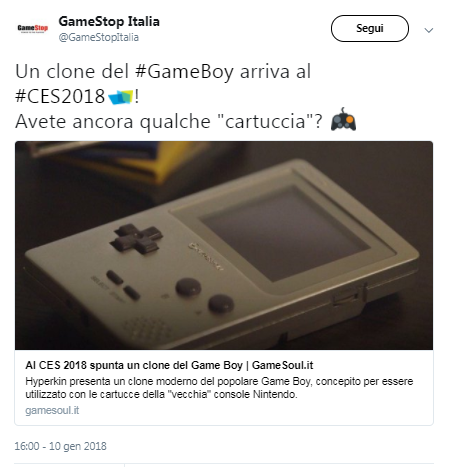 GameStop
GameStop Italia
@GameStopItalia
Segui
Un clone del #GameBoy arriva al
#CES2018!
Avete ancora qualche "cartuccia"?
SELECT START
Al CES 2018 spunta un clone del Game Boy | GameSoul.it
Hyperkin presenta un clone moderno del popolare Game Boy, concepito per essere
utilizzato con le cartucce della "vecchia" console Nintendo.
gamesoul.it
16:00 - 10 gen 2018